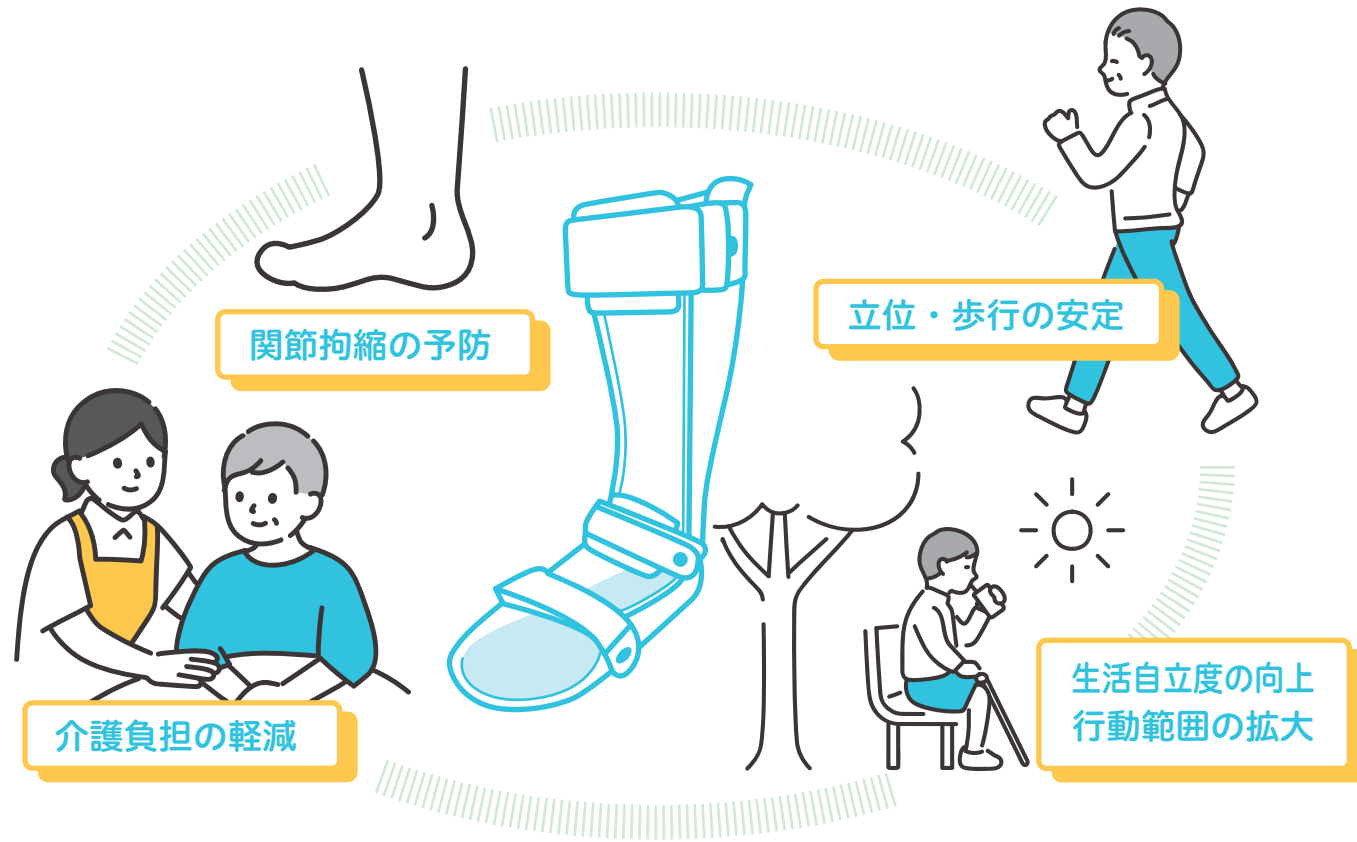 関節拘縮の予防
立位・歩行の安定
介護負担の軽減
生活自立度の向上
行動範囲の拡大